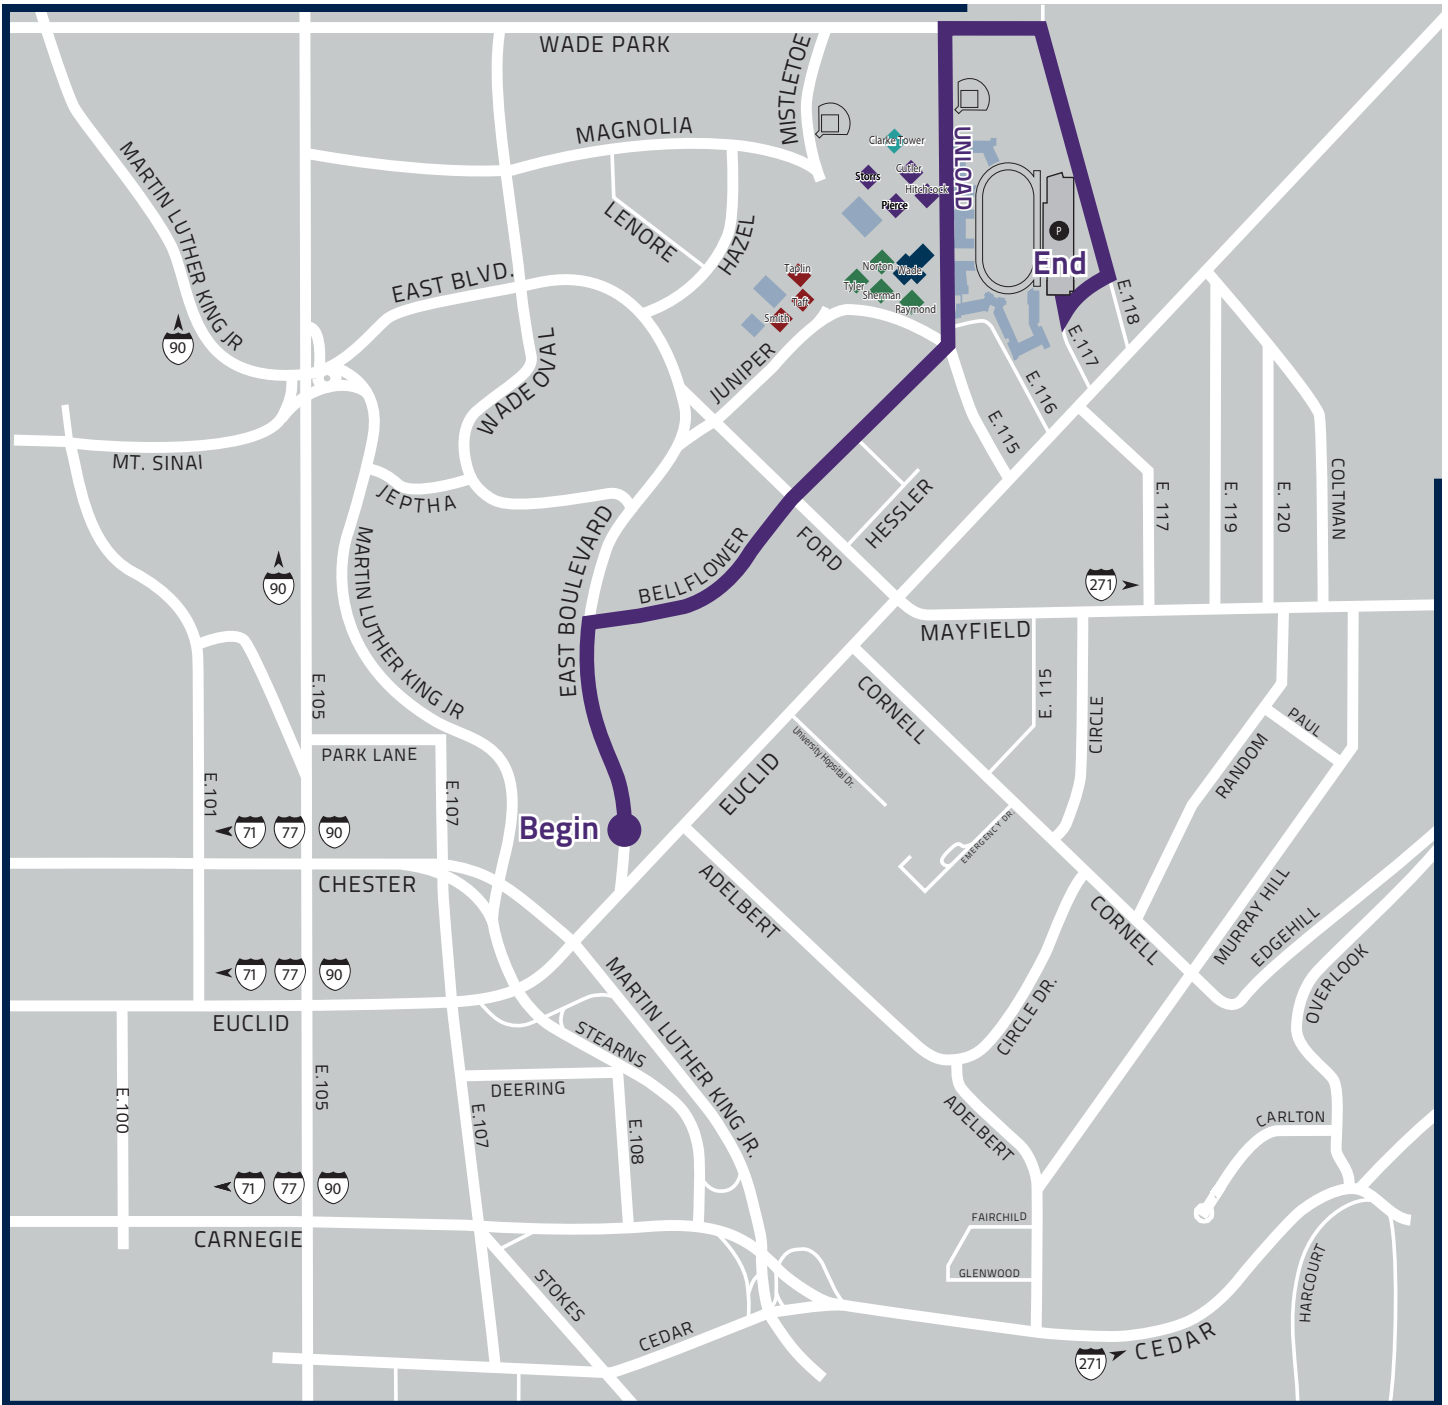 WADE PARK
MISTLETOE
MAGNOLIA
MARTIN LUTHER KING JR
LENORE
HAZEL
EAST BLVD.
Clarke Tower
Storrs
Cutler
Hitchcock
Pierce
UNLOAD
P
End
Taplin
Taft
Smith
Norton
Wade
Tyler
Sherman
Raymond
E.118
E.117
E.116
E.115
90
WADE OVAL
JUNIPER
MT. SINAI
JEPTHA
MARTIN LUTHER KING JR
EAST BOULEVARD
BELLFLOWER
FORD
HESSLER
E. 117
E. 119
E. 120
COLTMAN
90
271
MAYFIELD
E.105
PARK LANE
E.101
E.107
71
77
90
Begin
EUCLID
University Hopsital Dr.
CORNELL
E. 115
CIRCLE
RANDOM
PAUL
EMERGENCY DR.
CHESTER
ADELBERT
CORNELL
MURRAY HILL
EDGEHILL
OVERLOOK
71
77
90
EUCLID
STEARNS
MARTIN LUTHER KING JR.
CIRCLE DR.
E.100
E.105
DEERING
E.107
E.108
ADELBERT
CARLTON
71
77
90
CARNEGIE
FAIRCHILD
GLENWOOD
STOKES
CEDAR
HARCOURT
271
CEDAR